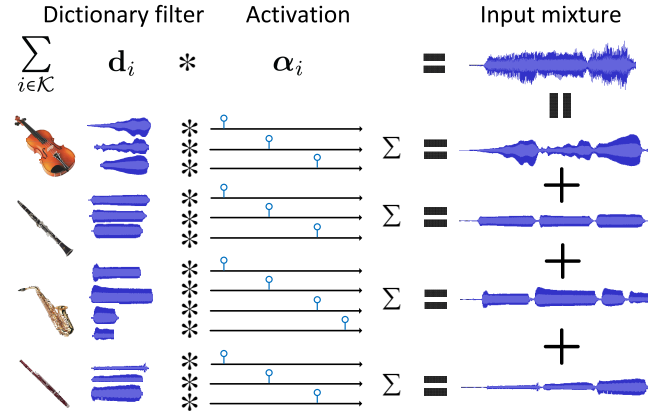 Dictionary filter Activation Input mixture
∑ d_i * α_i =
i∈K
* * * Σ =
+
* * * Σ =
+
* * * * Σ =
+
* * * Σ =